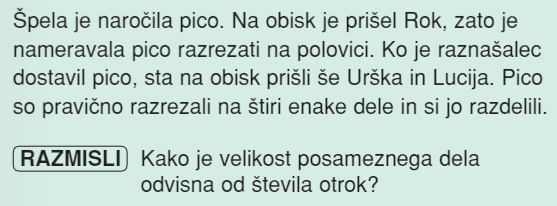 Špela je naročila pico. Na obisk je prišel Rok, zato je
nameravala pico razrezati na polovici. Ko je raznašalec
dostavil pico, sta na obisk prišli še Urška in Lucija. Pico
so pravično razrezali na štiri enake dele in si jo razdelili.
RAZMISLI Kako je velikost posameznega dela
odvisna od števila otrok?